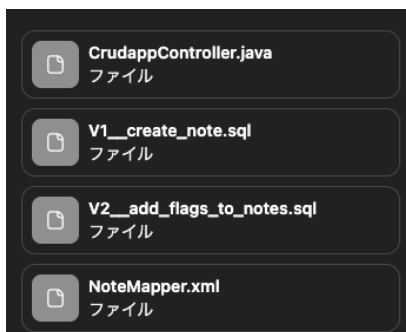 CrudappController.java
ファイル
V1__create_note.sql
ファイル
V2__add_flags_to_notes.sql
ファイル
NoteMapper.xml
ファイル